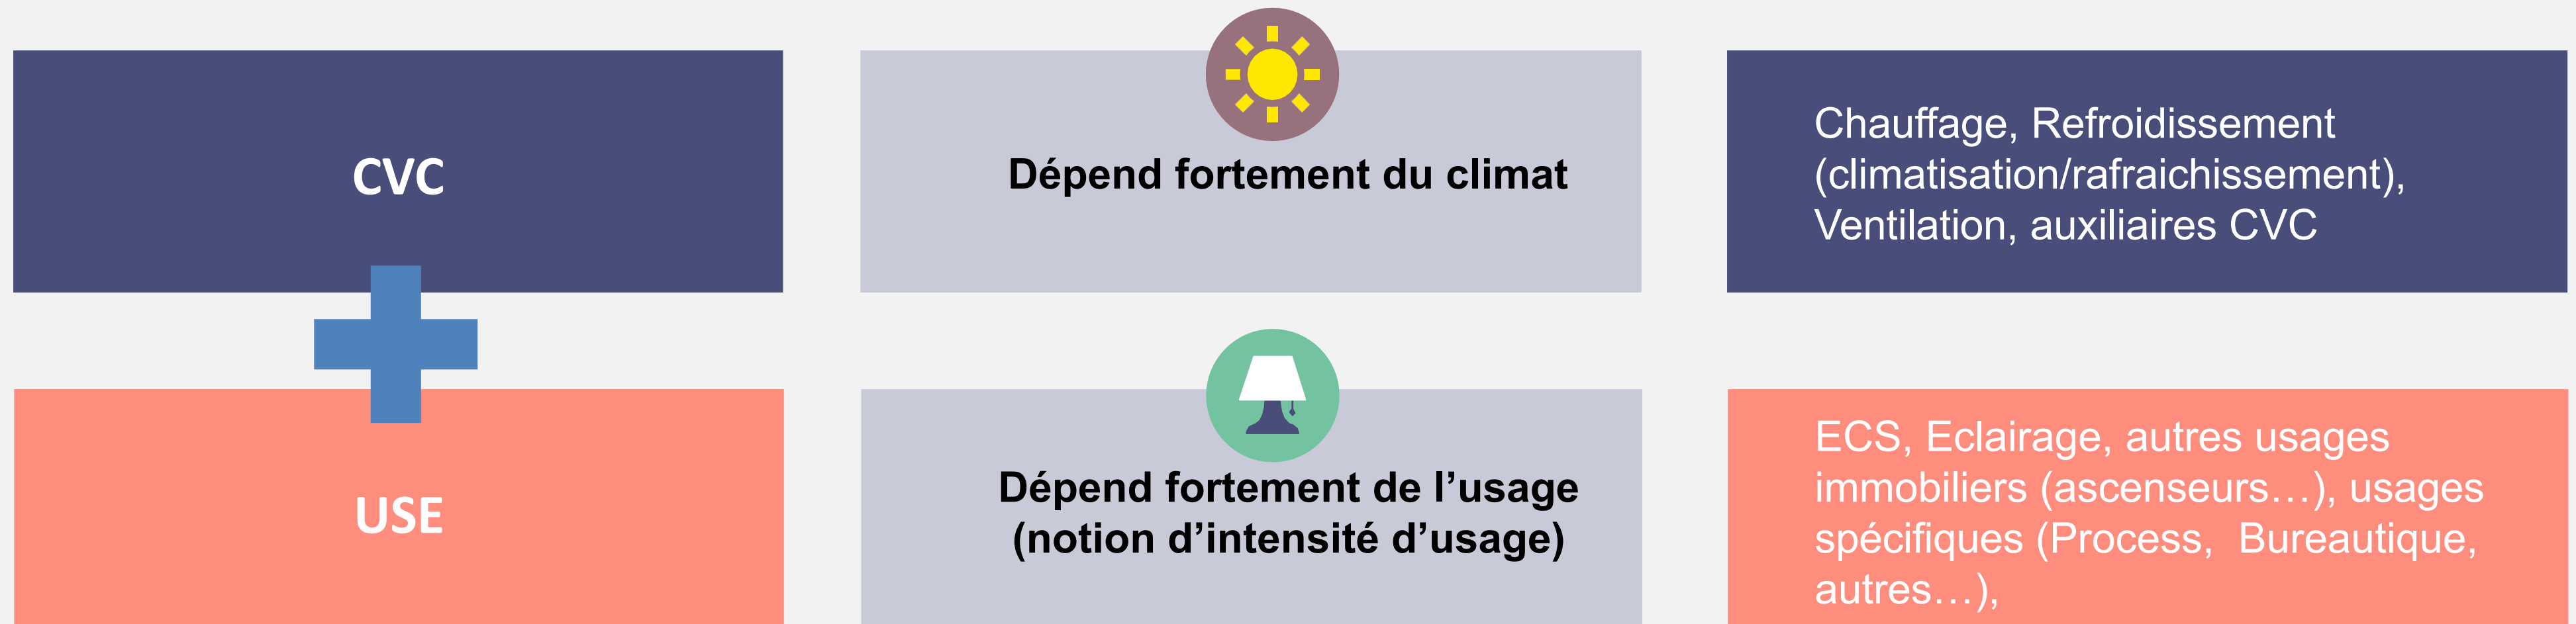 CVC
Dépend fortement du climat
Chauffage, Refroidissement
(climatisation/rafraichissement),
Ventilation, auxiliaires CVC
USE
Dépend fortement de l’usage
(notion d’intensité d’usage)
ECS, Eclairage, autres usages
immobiliers (ascenseurs…), usages
spécifiques (Process,  Bureautique,
autres…),